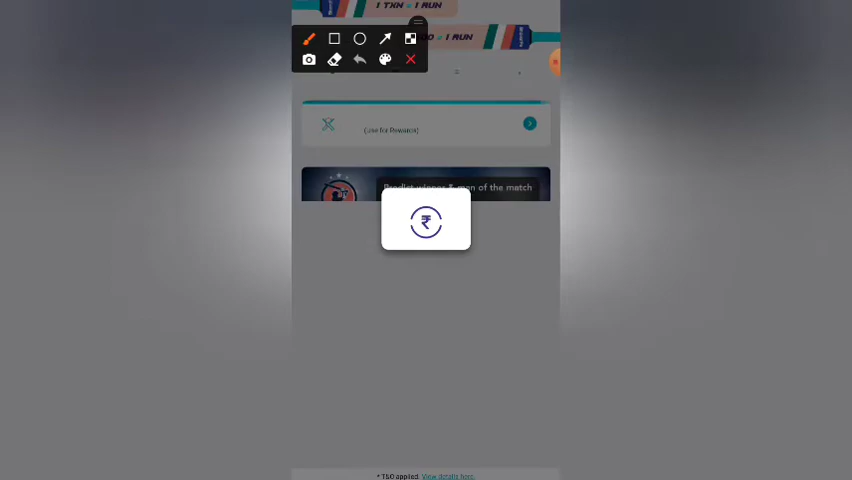 1 TXN = 1 RUN
= 1 RUN
(Use for Rewards)
Predict winner & man of the match
₹
* T&C applied. View details here